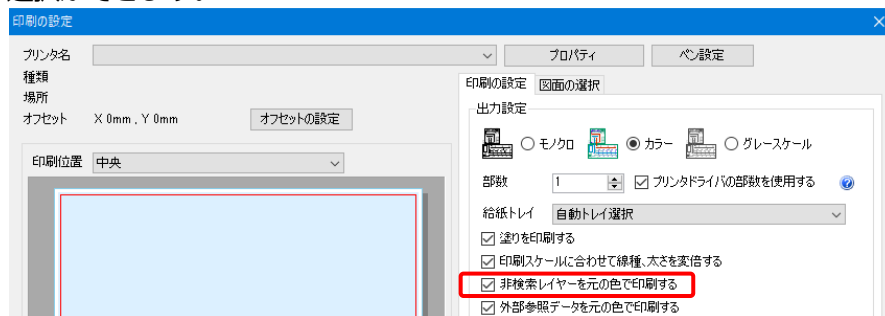 印刷の設定
プリンタ名
プロパティ
ペン設定
種類
場所
オフセット X 0mm , Y 0mm オフセットの設定
印刷位置 中央
印刷の設定 図面の選択
出力設定
モノクロ カラー グレースケール
部数 1 プリンタドライバの部数を使用する
給紙トレイ 自動トレイ選択
塗りを印刷する
印刷スケールに合わせて線種、太さを変倍する
非検索レイヤーを元の色で印刷する
外部参照データを元の色で印刷する